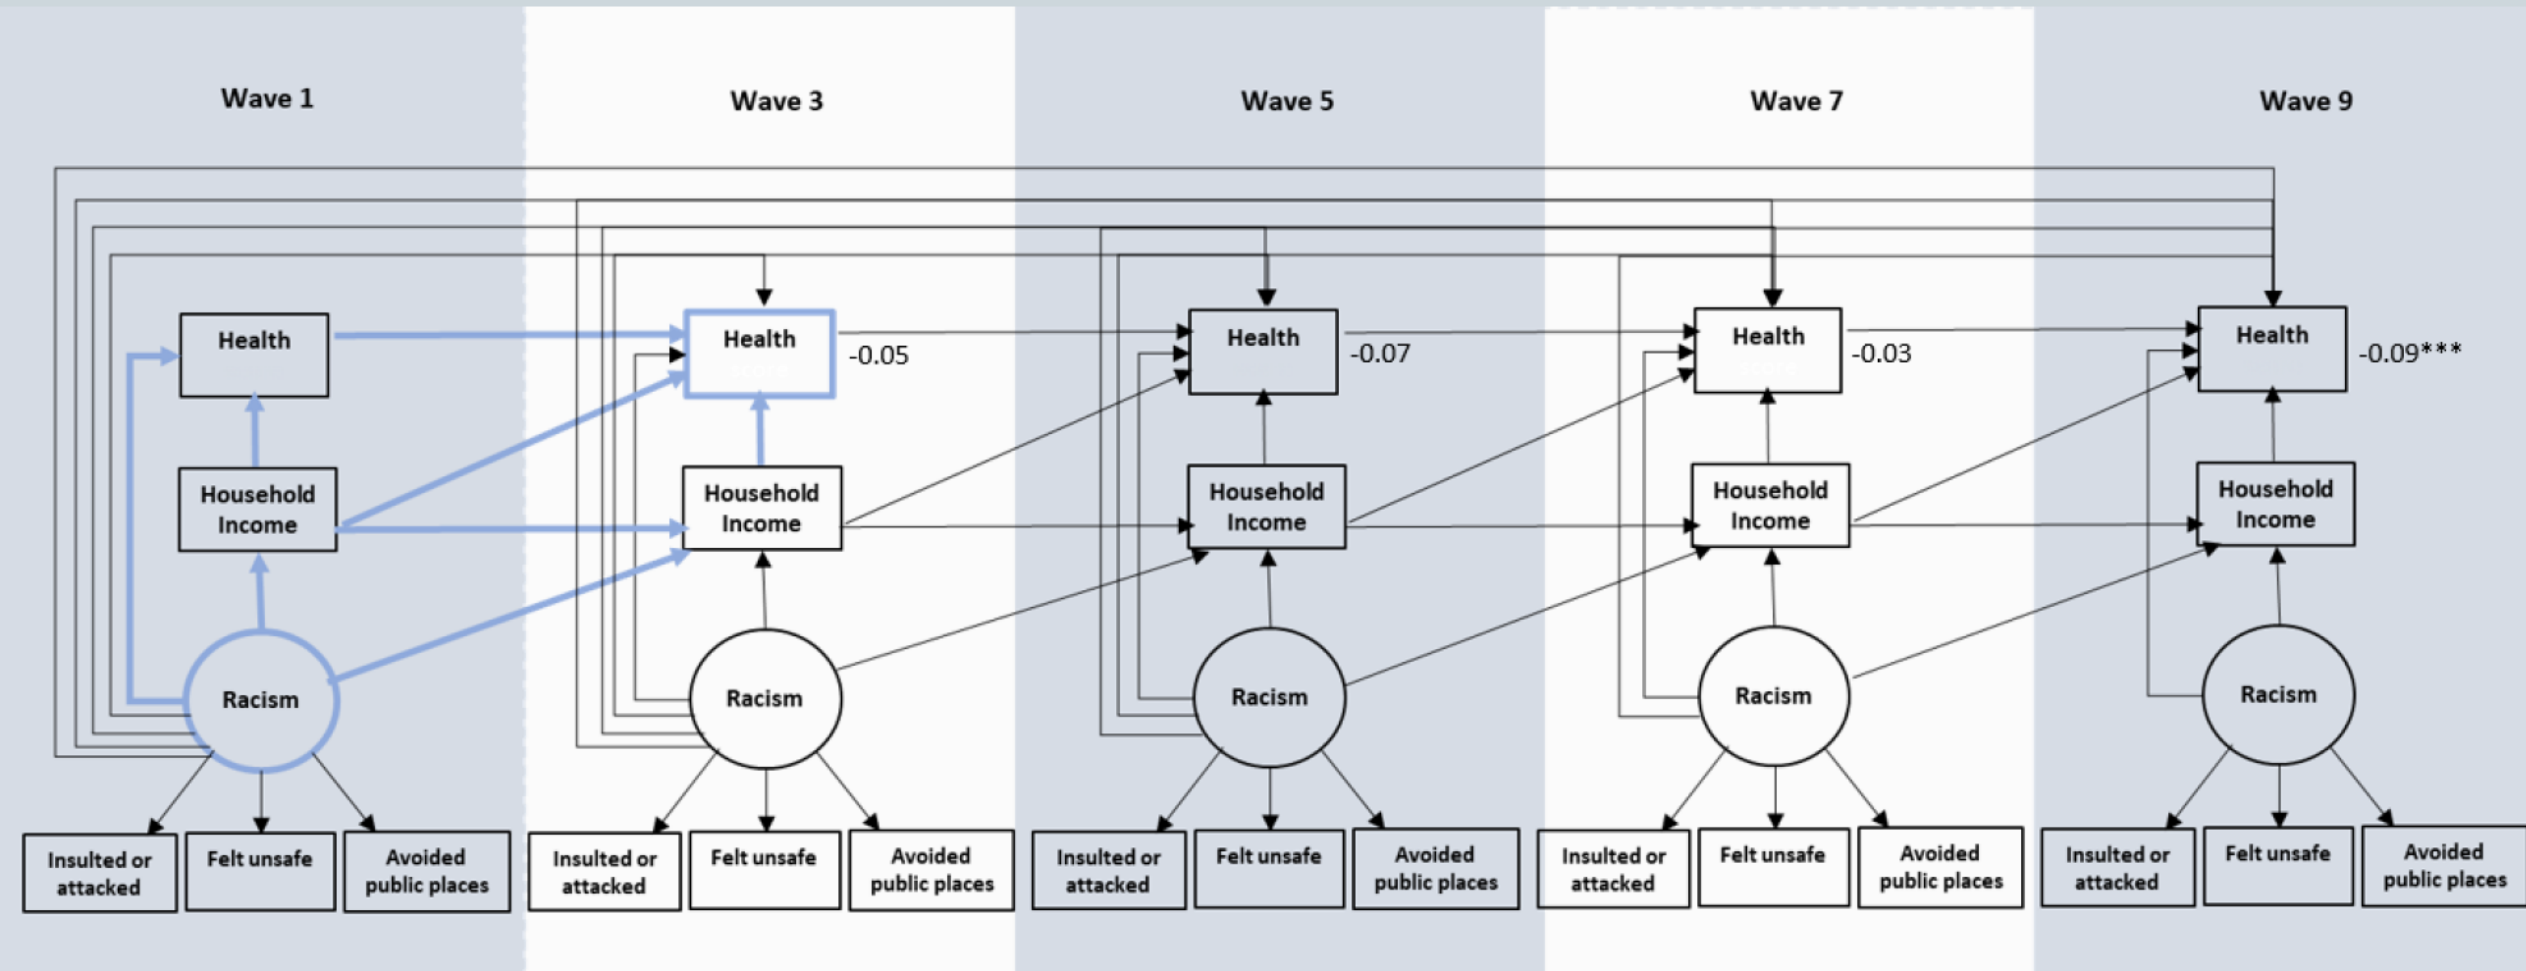 Wave 1
Wave 3
Wave 5
Wave 7
Wave 9
Health
Health
-0.05
Health
-0.07
Health
-0.03
Health
-0.09***
Household
Income
Household
Income
Household
Income
Household
Income
Household
Income
Racism
Racism
Racism
Racism
Racism
Insulted or
attacked
Felt unsafe
Avoided
public places
Insulted or
attacked
Felt unsafe
Avoided
public places
Insulted or
attacked
Felt unsafe
Avoided
public places
Insulted or
attacked
Felt unsafe
Avoided
public places
Insulted or
attacked
Felt unsafe
Avoided
public places